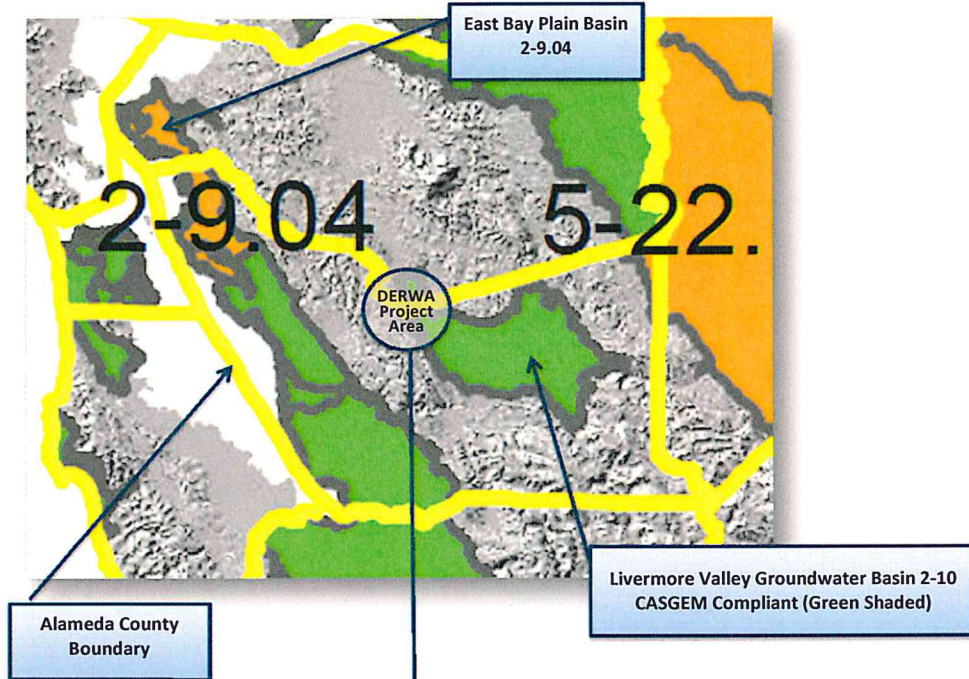 East Bay Plain Basin
2-9.04
2-9.04
5-22.
DERWA
Project
Area
Livermore Valley Groundwater Basin 2-10
CASGEM Compliant (Green Shaded)
Alameda County
Boundary